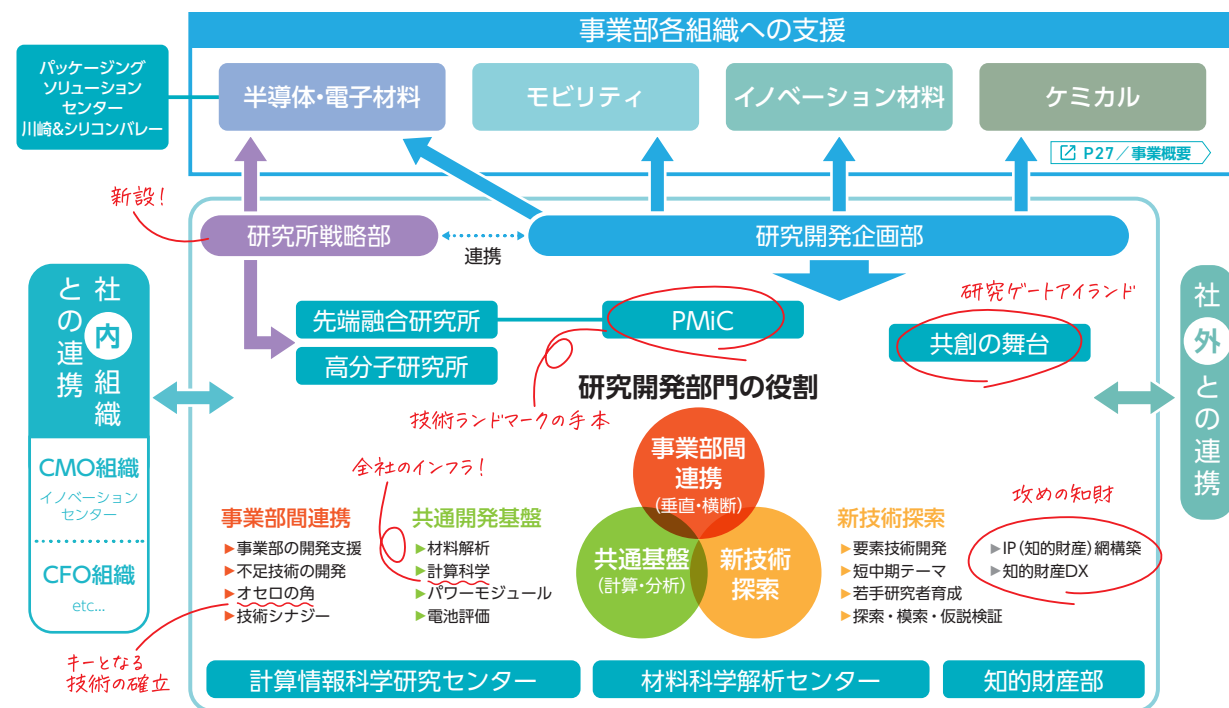 事業部各組織への支援
パッケージング
ソリューション
センター
川崎&シリコンバレー
半導体・電子材料
モビリティ
イノベーション材料
ケミカル
P27／事業概要
新設!
研究所戦略部
連携
研究開発企画部
社内組織
との連携
CMO組織
イノベーション
センター
CFO組織
etc...
先端融合研究所
高分子研究所
PMiC
研究ゲートアイランド
共創の舞台
社外との連携
技術ランドマークの手本
研究開発部門の役割
事業部間
連携
(垂直・横断)
共通基盤
(計算・分析)
新技術
探索
事業部間連携
▶事業部の開発支援
▶不足技術の開発
▶オセロの角
▶技術シナジー
キーとなる
技術の確立
全社のインフラ!
共通開発基盤
▶材料解析
▶計算科学
▶パワーモジュール
▶電池評価
新技術探索
▶要素技術開発
▶短中期テーマ
▶若手研究者育成
▶探索・模索・仮説検証
攻めの知財
▶IP(知的財産)網構築
▶知的財産DX
計算情報科学研究センター
材料科学解析センター
知的財産部